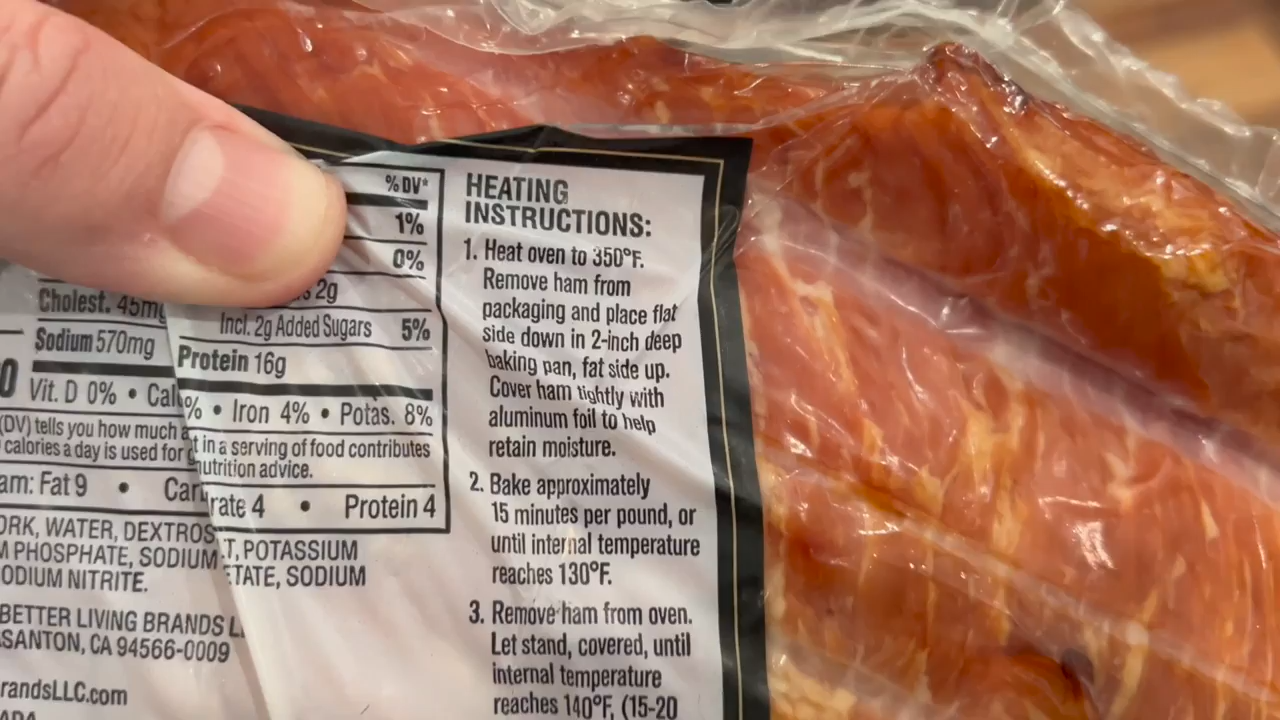 % DV*
1%
0%
2g
Cholest. 45mg
Incl. 2g Added Sugars 5%
Sodium 570mg
Protein 16g
0 Vit. D 0% • Cal
% • Iron 4% • Potas. 8%
(DV) tells you how much a
t in a serving of food contributes
calories a day is used for
nutrition advice.
am: Fat 9 • Car
rate 4 • Protein 4
ORK, WATER, DEXTROS
T, POTASSIUM
M PHOSPHATE, SODIUM
ETATE, SODIUM
ODIUM NITRITE.
BETTER LIVING BRANDS L
SANTON, CA 94566-0009
randsLLC.com
HEATING
INSTRUCTIONS:
1. Heat oven to 350°F.
Remove ham from
packaging and place flat
side down in 2-inch deep
baking pan, fat side up.
Cover ham tightly with
aluminum foil to help
retain moisture.
2. Bake approximately
15 minutes per pound, or
until internal temperature
reaches 130°F.
3. Remove ham from oven.
Let stand, covered, until
internal temperature
reaches 140°F, (15-20